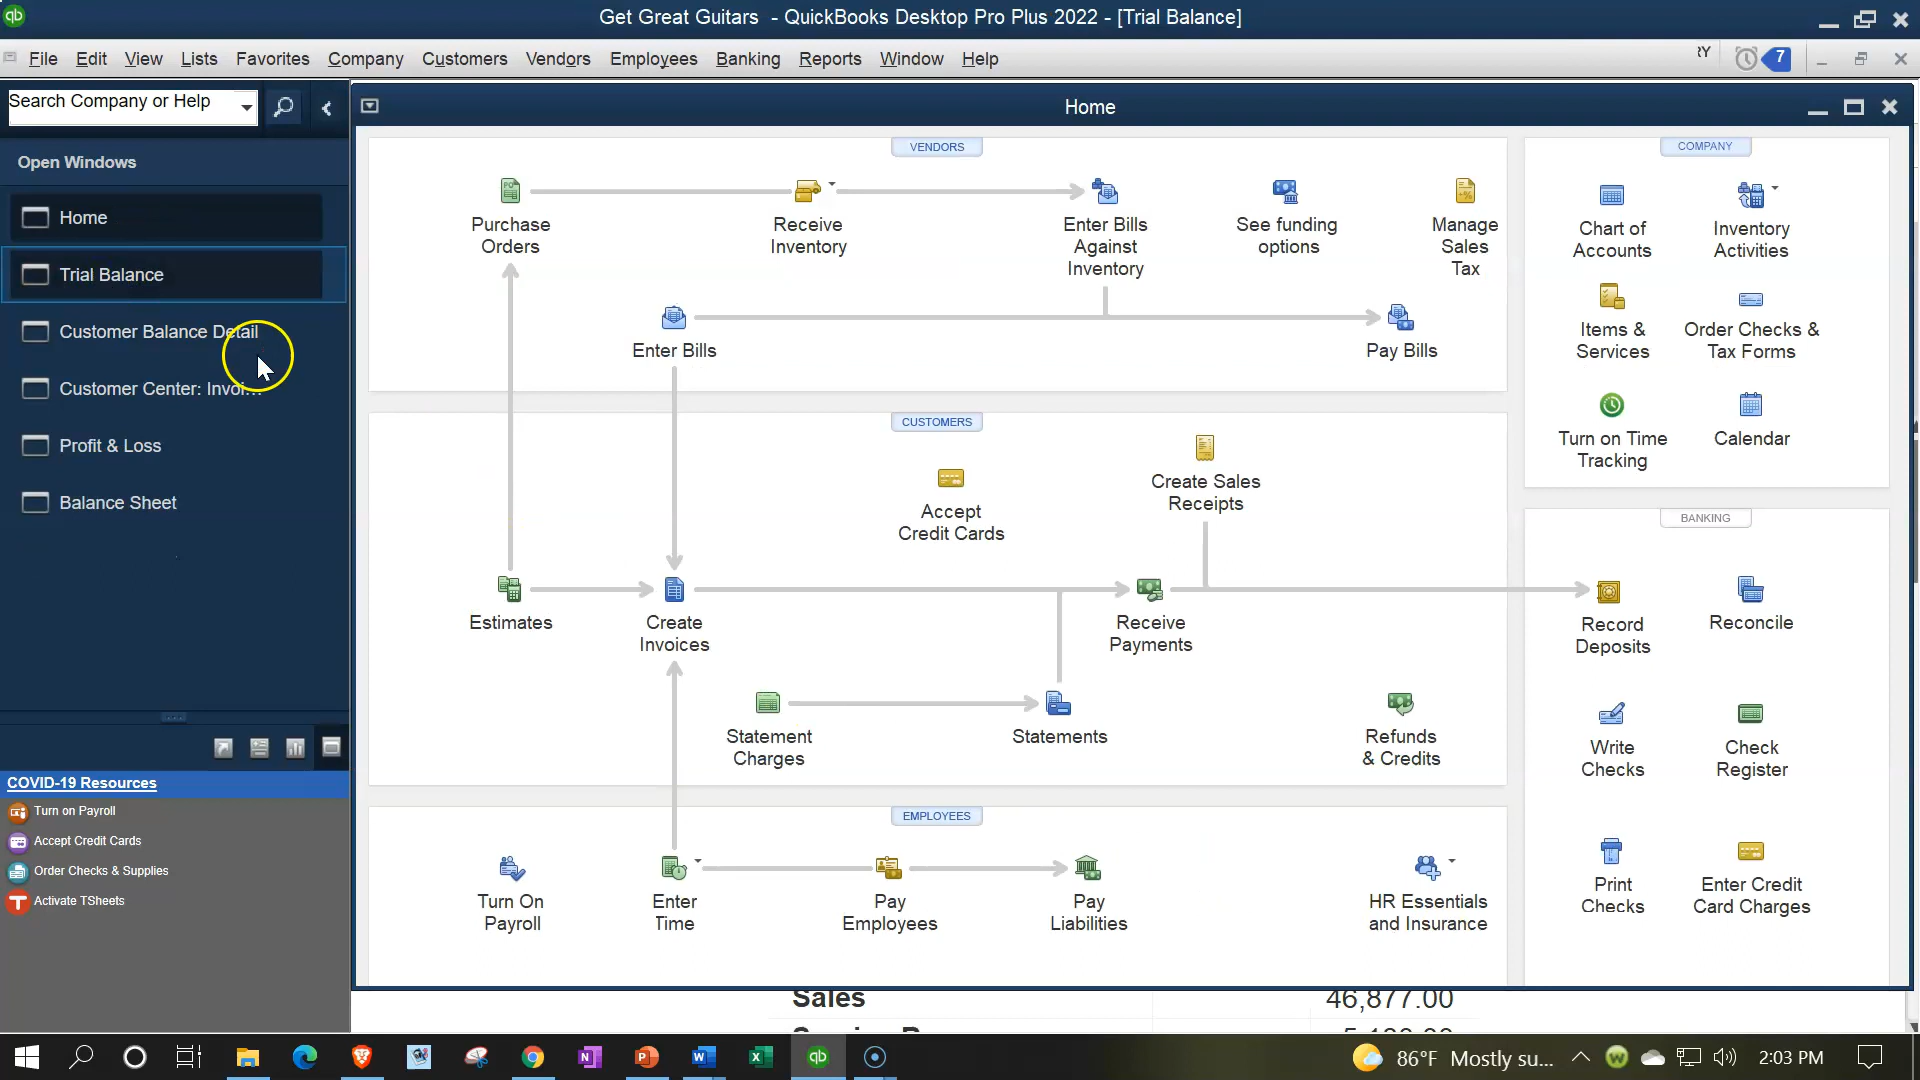 qb
Get Great Guitars - QuickBooks Desktop Pro Plus 2022 - [Trial Balance]
File Edit View Lists Favorites Company Customers Vendors Employees Banking Reports Window Help
RY
7
Search Company or Help
Home
Open Windows
Home
Trial Balance
Customer Balance Detail
Customer Center: Invoi...
Profit & Loss
Balance Sheet
COVID-19 Resources
Turn on Payroll
Accept Credit Cards
Order Checks & Supplies
Activate TSheets
VENDORS
Purchase
Orders
Receive
Inventory
Enter Bills
Against
Inventory
See funding
options
Manage
Sales
Tax
Enter Bills
Pay Bills
CUSTOMERS
Accept
Credit Cards
Create Sales
Receipts
Estimates
Create
Invoices
Receive
Payments
Statement
Charges
Statements
Refunds
& Credits
EMPLOYEES
Turn On
Payroll
Enter
Time
Pay
Employees
Pay
Liabilities
HR Essentials
and Insurance
COMPANY
Chart of
Accounts
Inventory
Activities
Items &
Services
Order Checks &
Tax Forms
Turn on Time
Tracking
Calendar
BANKING
Record
Deposits
Reconcile
Write
Checks
Check
Register
Print
Checks
Enter Credit
Card Charges
Sales 46,877.00
86°F Mostly su...
2:03 PM